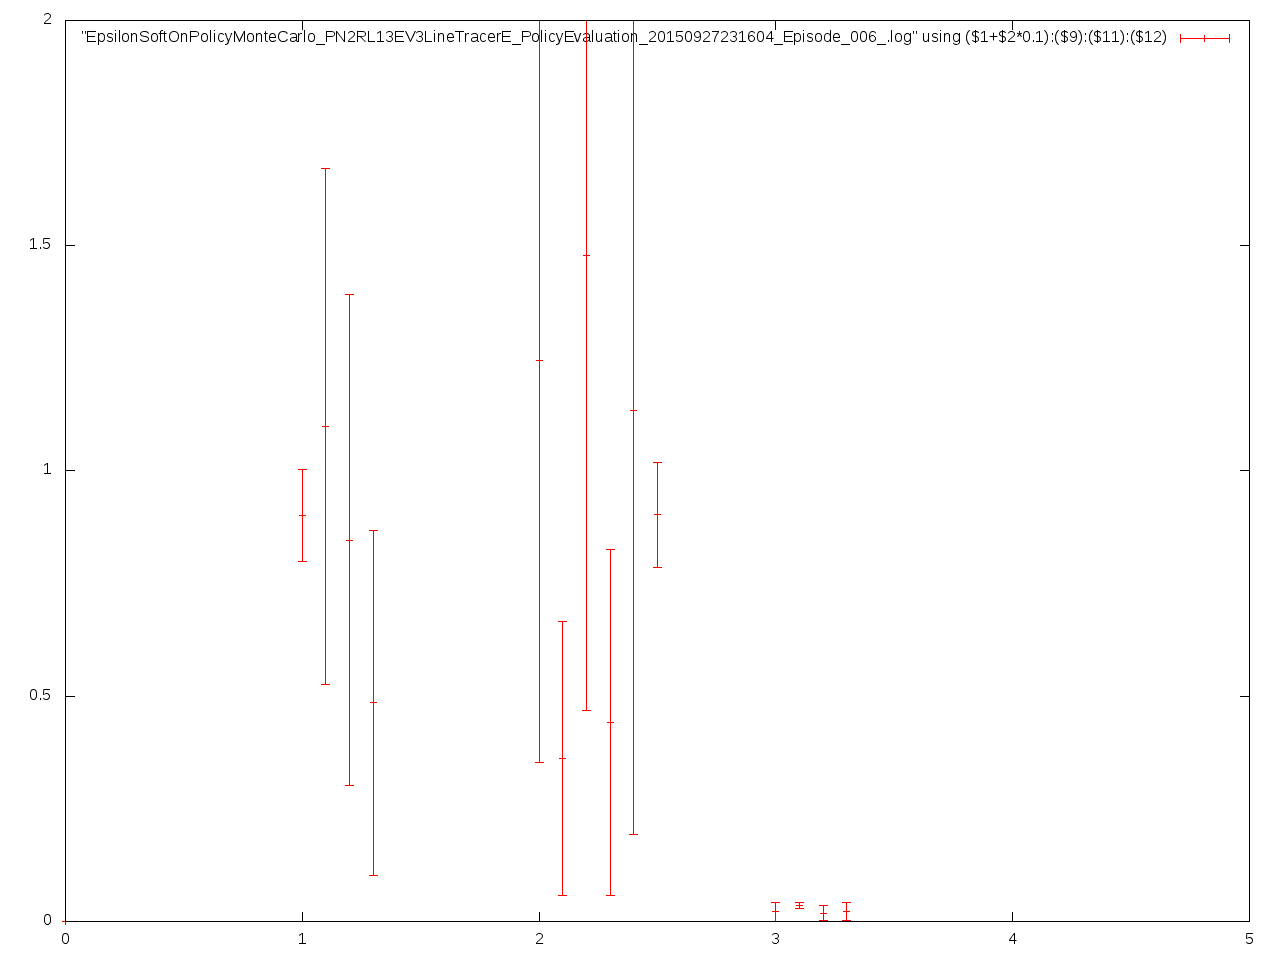 2
"EpsilonSoftOnPolicyMonteCarlo_PN2RL13EV3LineTracerE_PolicyEvaluation_20150927231604_Episode_006_.log" using ($1+$2*0.1):($9):($11):($12)
1.5
1
0.5
0
0 1 2 3 4 5